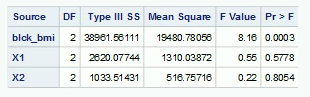 Source DF Type III SS Mean Square F Value Pr > F
blck_bmi 2 38961.56111 19480.78056 8.16 0.0003
X1 2 2620.07744 1310.03872 0.55 0.5778
X2 2 1033.51431 516.75716 0.22 0.8054